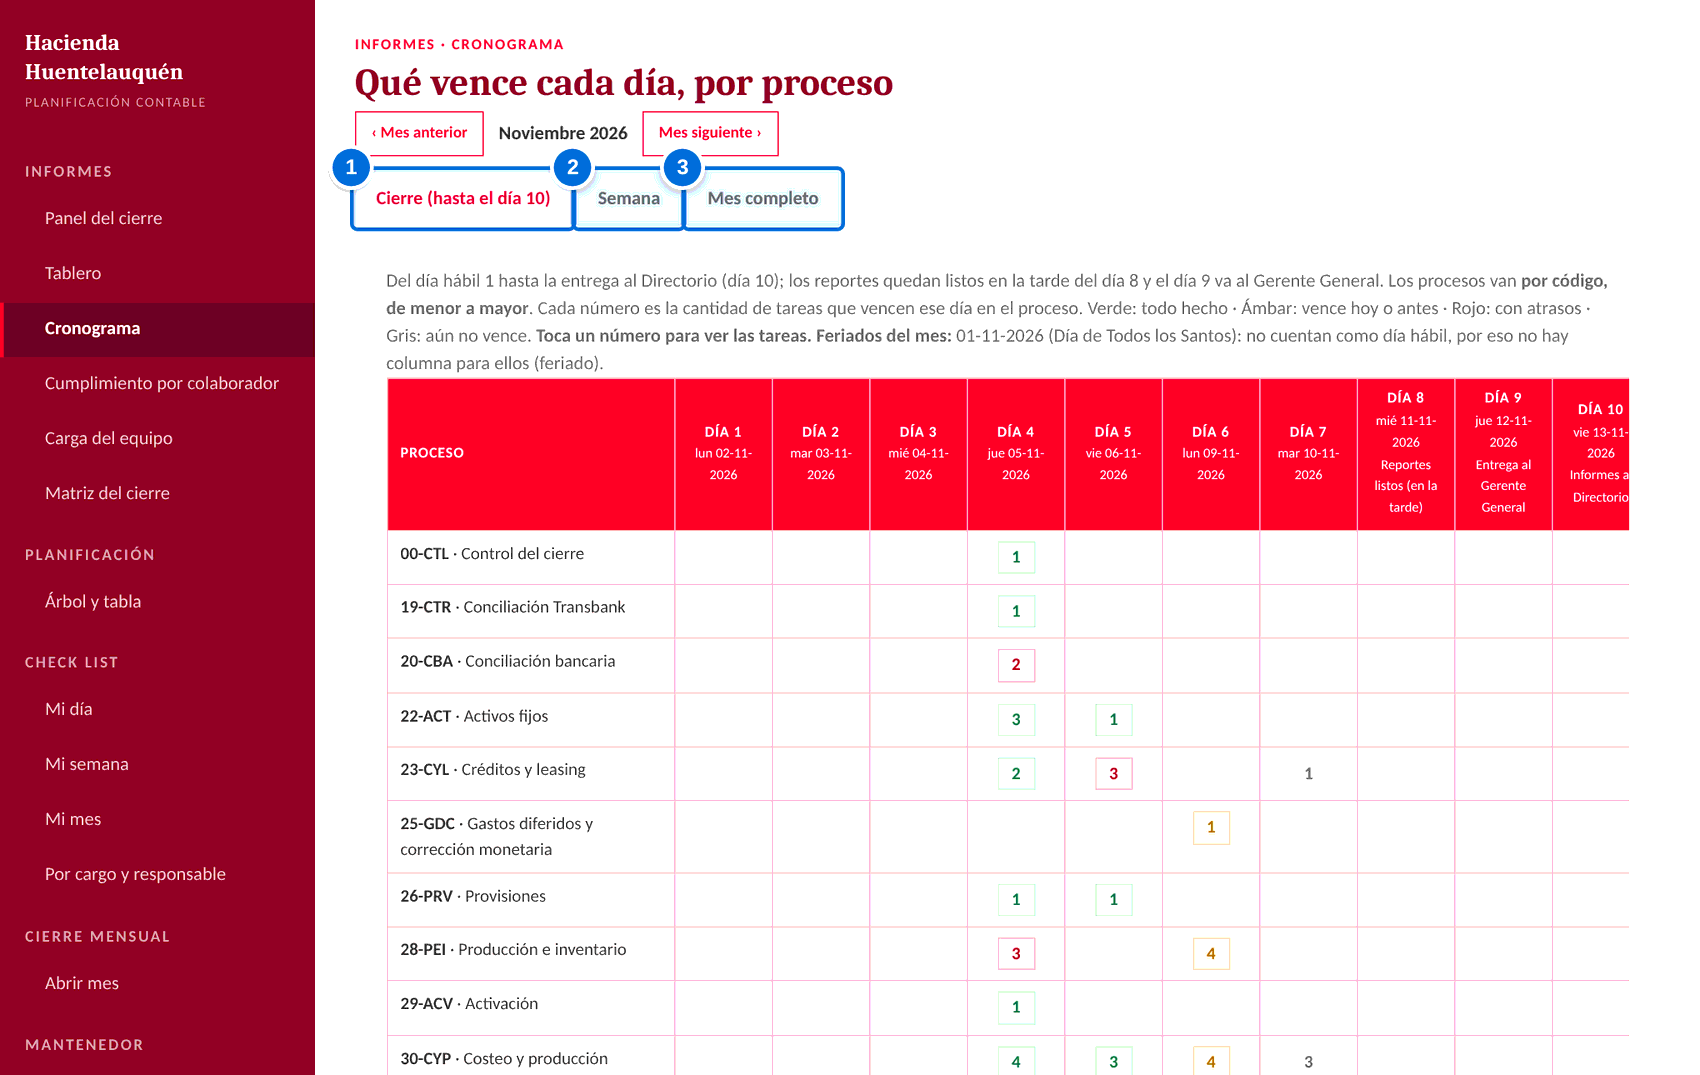 Hacienda
Huentelauquén
PLANIFICACIÓN CONTABLE
INFORMES
Panel del cierre
Tablero
Cronograma
Cumplimiento por colaborador
Carga del equipo
Matriz del cierre
PLANIFICACIÓN
Árbol y tabla
CHECK LIST
Mi día
Mi semana
Mi mes
Por cargo y responsable
CIERRE MENSUAL
Abrir mes
MANTENEDOR
INFORMES · CRONOGRAMA
Qué vence cada día, por proceso
‹ Mes anterior Noviembre 2026 Mes siguiente ›
1 2 3
Cierre (hasta el día 10) Semana Mes completo
Del día hábil 1 hasta la entrega al Directorio (día 10); los reportes quedan listos en la tarde del día 8 y el día 9 va al Gerente General. Los procesos van por código,
de menor a mayor. Cada número es la cantidad de tareas que vencen ese día en el proceso. Verde: todo hecho · Ámbar: vence hoy o antes · Rojo: con atrasos ·
Gris: aún no vence. Toca un número para ver las tareas. Feriados del mes: 01-11-2026 (Día de Todos los Santos): no cuentan como día hábil, por eso no hay
columna para ellos (feriado).
PROCESO
DÍA 1
lun 02-11-
2026
DÍA 2
mar 03-11-
2026
DÍA 3
mié 04-11-
2026
DÍA 4
jue 05-11-
2026
DÍA 5
vie 06-11-
2026
DÍA 6
lun 09-11-
2026
DÍA 7
mar 10-11-
2026
DÍA 8
mié 11-11-
2026
Reportes
listos (en la
tarde)
DÍA 9
jue 12-11-
2026
Entrega al
Gerente
General
DÍA 10
vie 13-11-
2026
Informes a
Directorio
00-CTL · Control del cierre 1
19-CTR · Conciliación Transbank 1
20-CBA · Conciliación bancaria 2
22-ACT · Activos fijos 3 1
23-CYL · Créditos y leasing 2 3 1
25-GDC · Gastos diferidos y
corrección monetaria 1
26-PRV · Provisiones 1 1
28-PEI · Producción e inventario 3 4
29-ACV · Activación 1
30-CYP · Costeo y producción 4 3 4 3